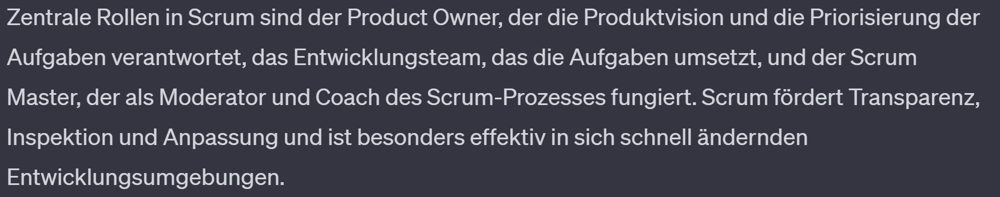 Zentrale Rollen in Scrum sind der Product Owner, der die Produktvision und die Priorisierung der
Aufgaben verantwortet, das Entwicklungsteam, das die Aufgaben umsetzt, und der Scrum
Master, der als Moderator und Coach des Scrum-Prozesses fungiert. Scrum fördert Transparenz,
Inspektion und Anpassung und ist besonders effektiv in sich schnell ändernden
Entwicklungsumgebungen.